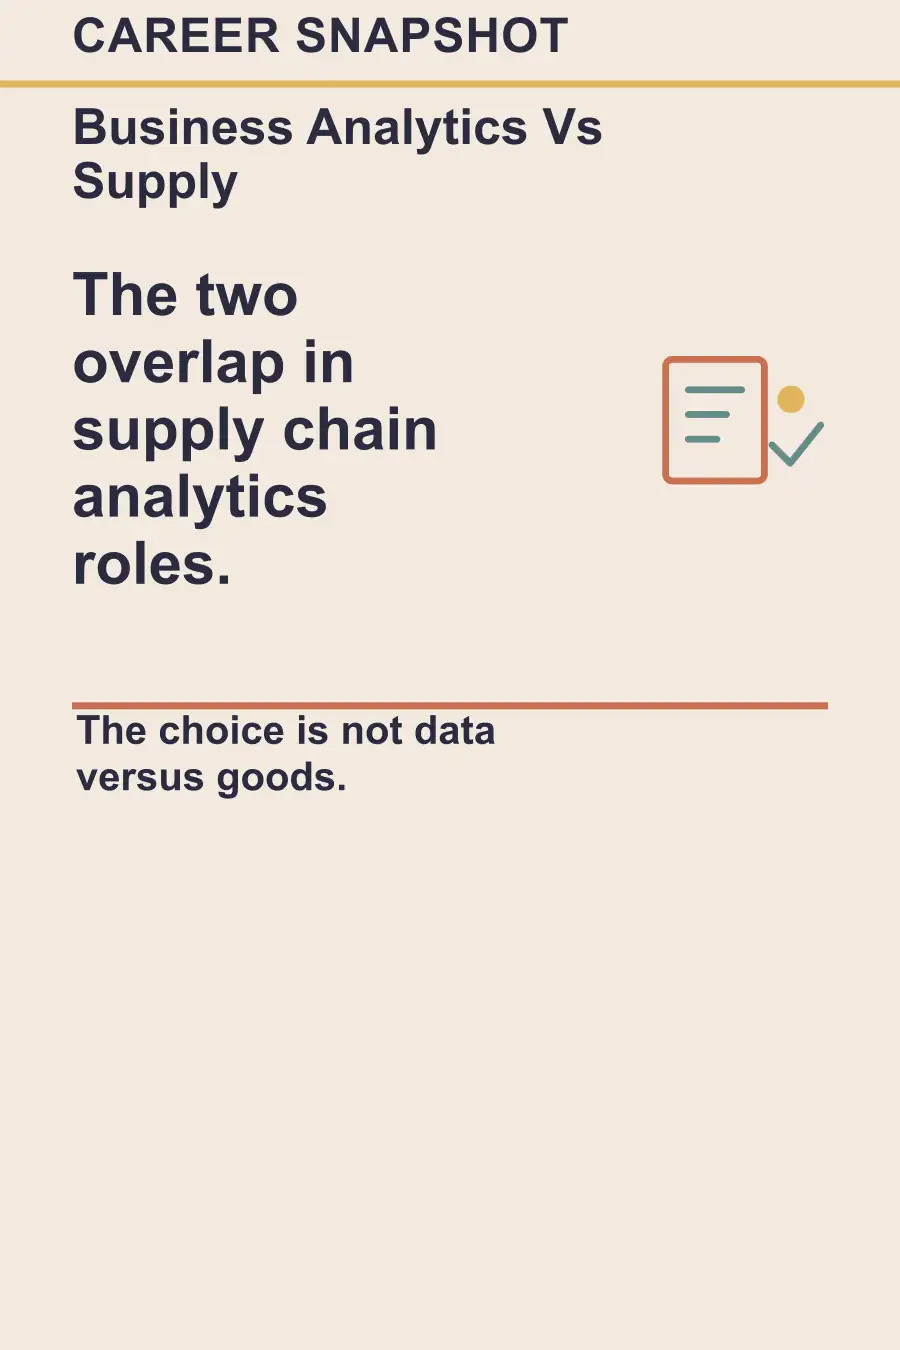 CAREER SNAPSHOT
Business Analytics Vs
Supply
The two
overlap in
supply chain
analytics
roles.
The choice is not data
versus goods.